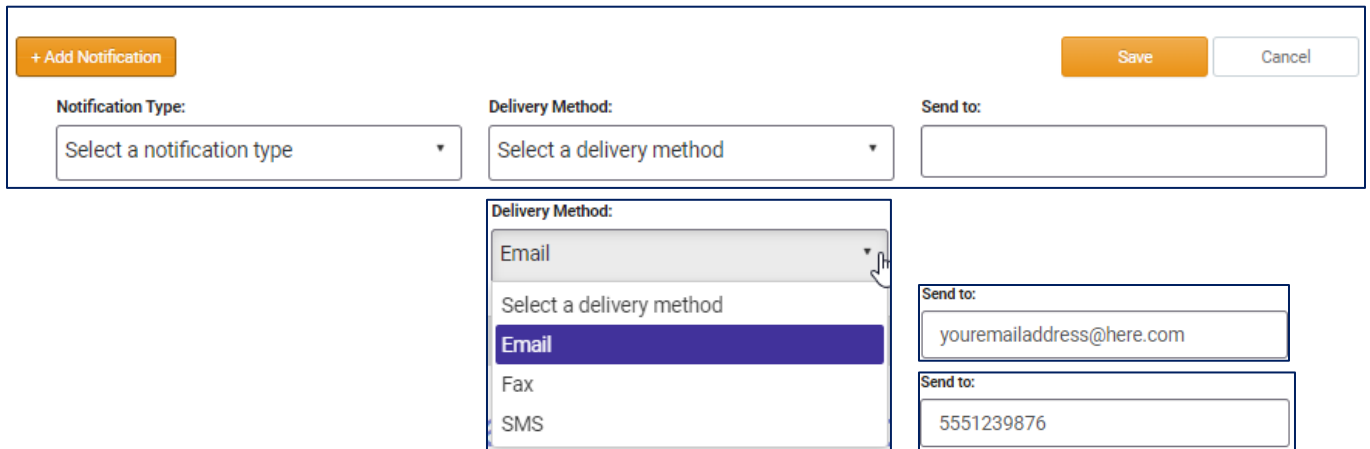 + Add Notification
Save
Cancel
Notification Type:
Delivery Method:
Send to:
Select a notification type
Select a delivery method
Delivery Method:
Email
Select a delivery method
Email
Fax
SMS
Send to:
youremailaddress@here.com
Send to:
5551239876